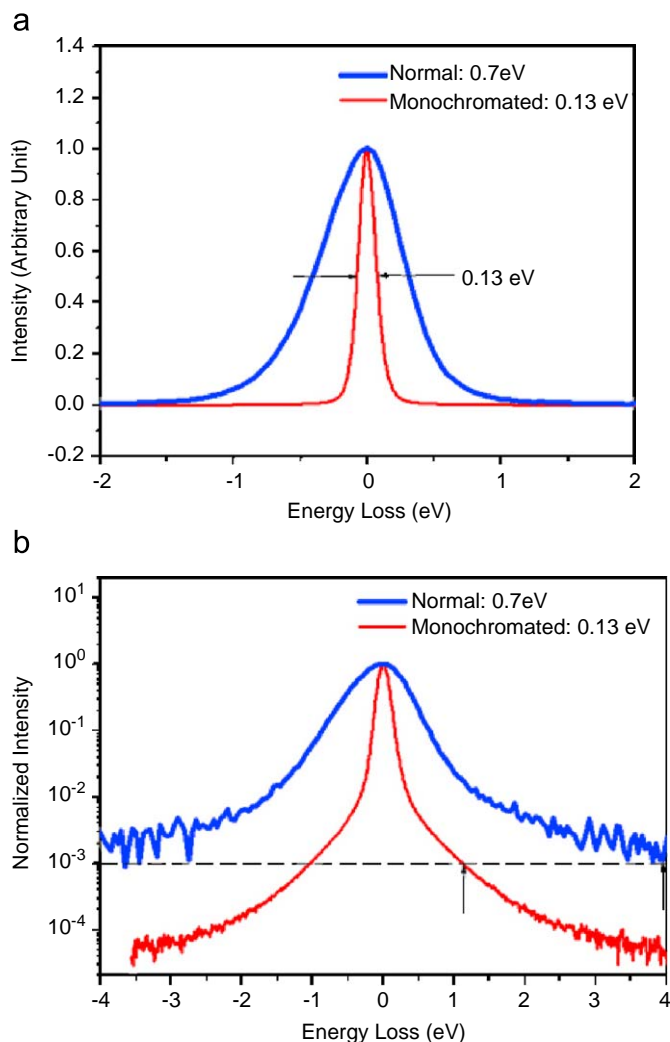 a
1.4
Normal: 0.7eV
Monochromated: 0.13 eV
1.2
1.0
0.8
0.6
0.4
0.2
0.0
-0.2
Intensity (Arbitrary Unit)
0.13 eV
-2 -1 0 1 2
Energy Loss (eV)
b
10¹
Normal: 0.7eV
Monochromated: 0.13 eV
10⁰
10⁻¹
10⁻²
10⁻³
10⁻⁴
Normalized Intensity
-4 -3 -2 -1 0 1 2 3 4
Energy Loss (eV)